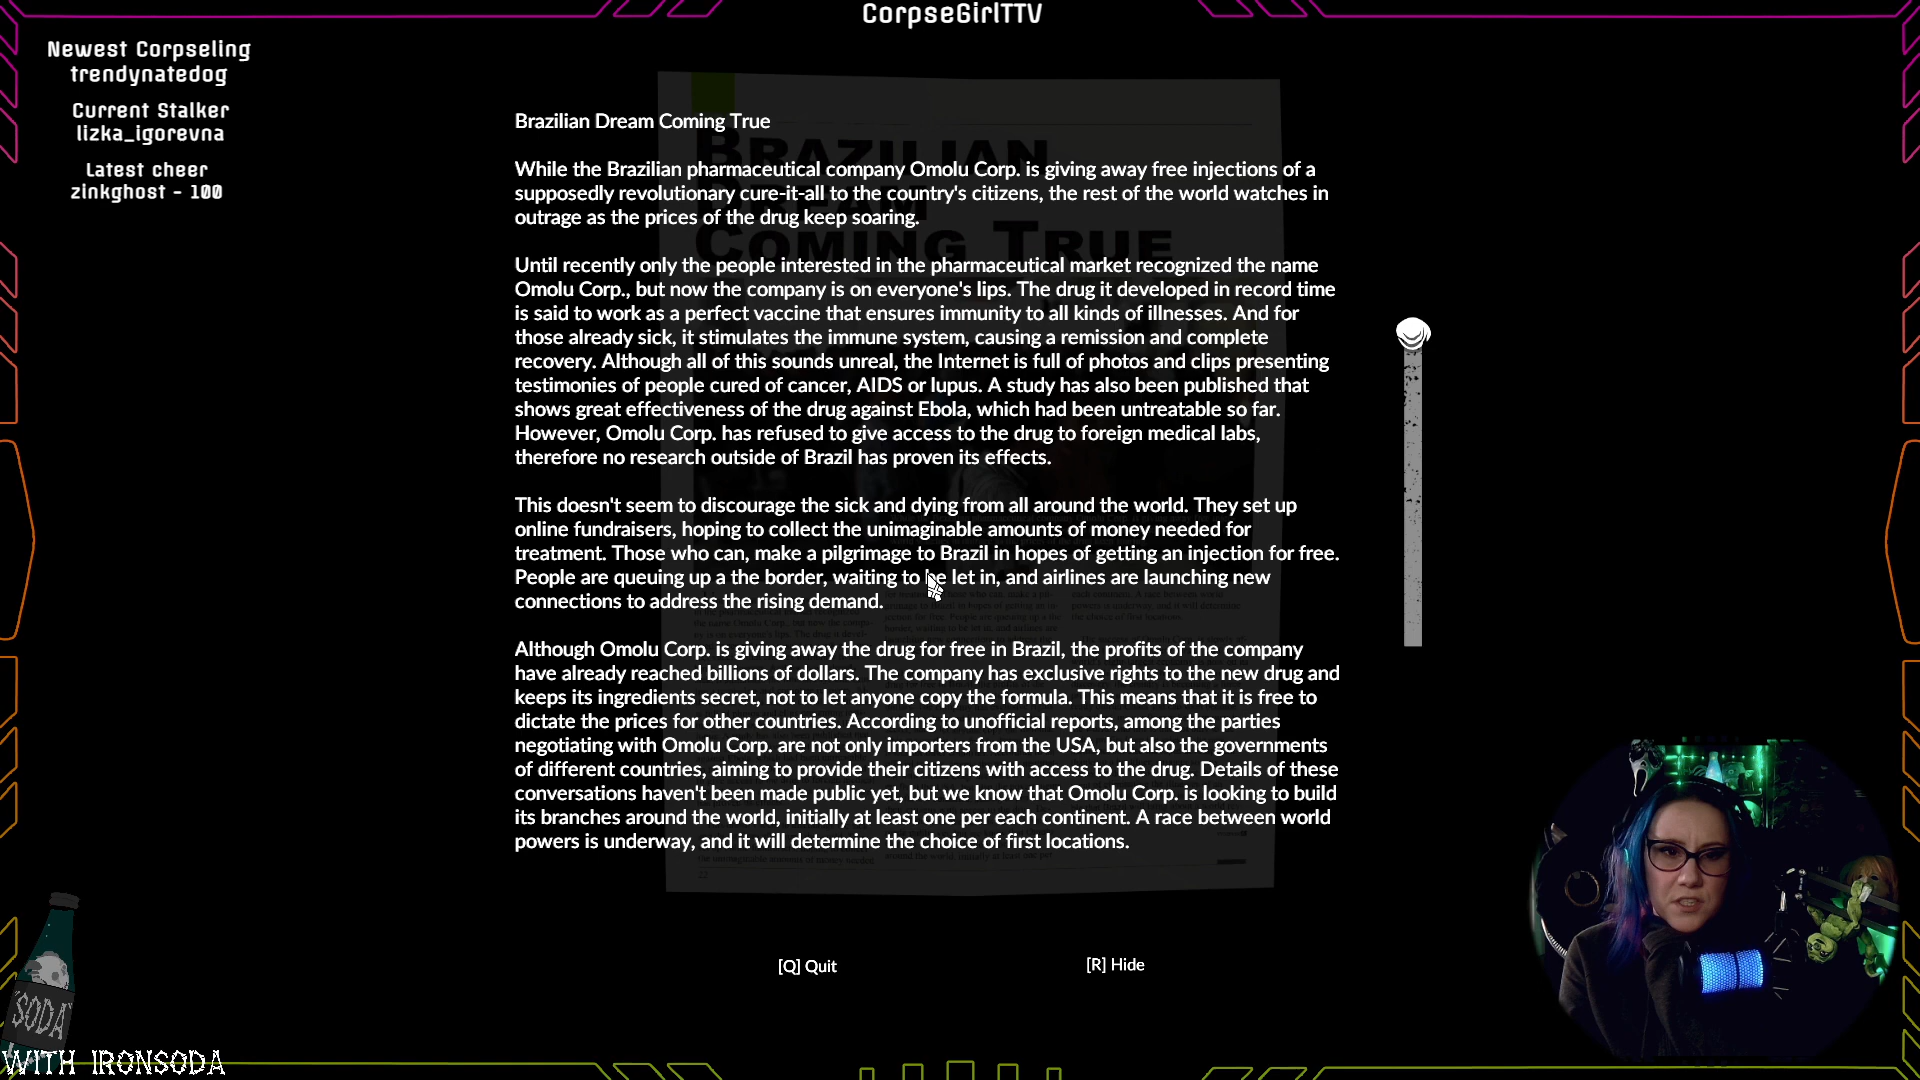 CorpseGirlTTV
Newest Corpseling
trendynatedog
Current Stalker
lizka_igorevna
Latest cheer
zinkghost - 100
Brazilian Dream Coming True
While the Brazilian pharmaceutical company Omolu Corp. is giving away free injections of a
supposedly revolutionary cure-it-all to the country's citizens, the rest of the world watches in
outrage as the prices of the drug keep soaring.
Until recently only the people interested in the pharmaceutical market recognized the name
Omolu Corp., but now the company is on everyone's lips. The drug it developed in record time
is said to work as a perfect vaccine that ensures immunity to all kinds of illnesses. And for
those already sick, it stimulates the immune system, causing a remission and complete
recovery. Although all of this sounds unreal, the Internet is full of photos and clips presenting
testimonies of people cured of cancer, AIDS or lupus. A study has also been published that
shows great effectiveness of the drug against Ebola, which had been untreatable so far.
However, Omolu Corp. has refused to give access to the drug to foreign medical labs,
therefore no research outside of Brazil has proven its effects.
This doesn't seem to discourage the sick and dying from all around the world. They set up
online fundraisers, hoping to collect the unimaginable amounts of money needed for
treatment. Those who can, make a pilgrimage to Brazil in hopes of getting an injection for free.
People are queuing up a the border, waiting to be let in, and airlines are launching new
connections to address the rising demand.
Although Omolu Corp. is giving away the drug for free in Brazil, the profits of the company
have already reached billions of dollars. The company has exclusive rights to the new drug and
keeps its ingredients secret, not to let anyone copy the formula. This means that it is free to
dictate the prices for other countries. According to unofficial reports, among the parties
negotiating with Omolu Corp. are not only importers from the USA, but also the governments
of different countries, aiming to provide their citizens with access to the drug. Details of these
conversations haven't been made public yet, but we know that Omolu Corp. is looking to build
its branches around the world, initially at least one per each continent. A race between world
powers is underway, and it will determine the choice of first locations.
BRAZILIAN
DREAM
COMING TRUE
[Q] Quit
[R] Hide
SODA
WITH IRONSODA